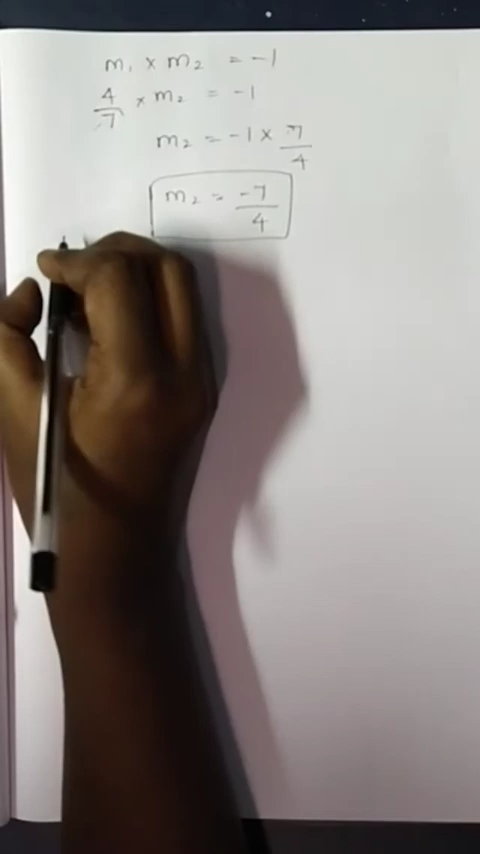 m₁ × m₂ = -1
4/7 × m₂ = -1
m₂ = -1 × 7/4
m₂ = -7/4